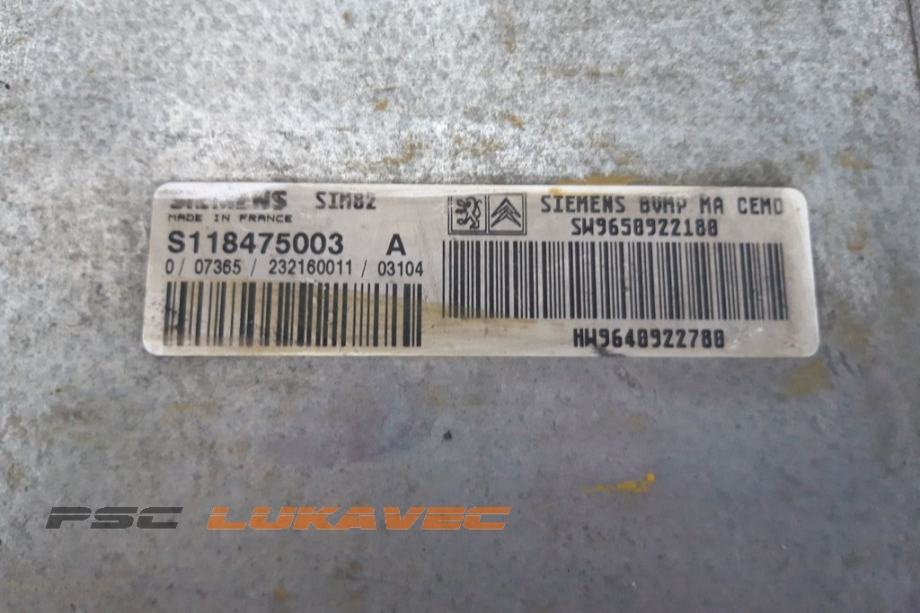 SIEMENS SIM82
MADE IN FRANCE
S118475003 A
0/ 07365 / 232160011 / 03104
SIEMENS BVMP MA CEMO
SW9650922180
HW9640922780
PSC LUKAVEC